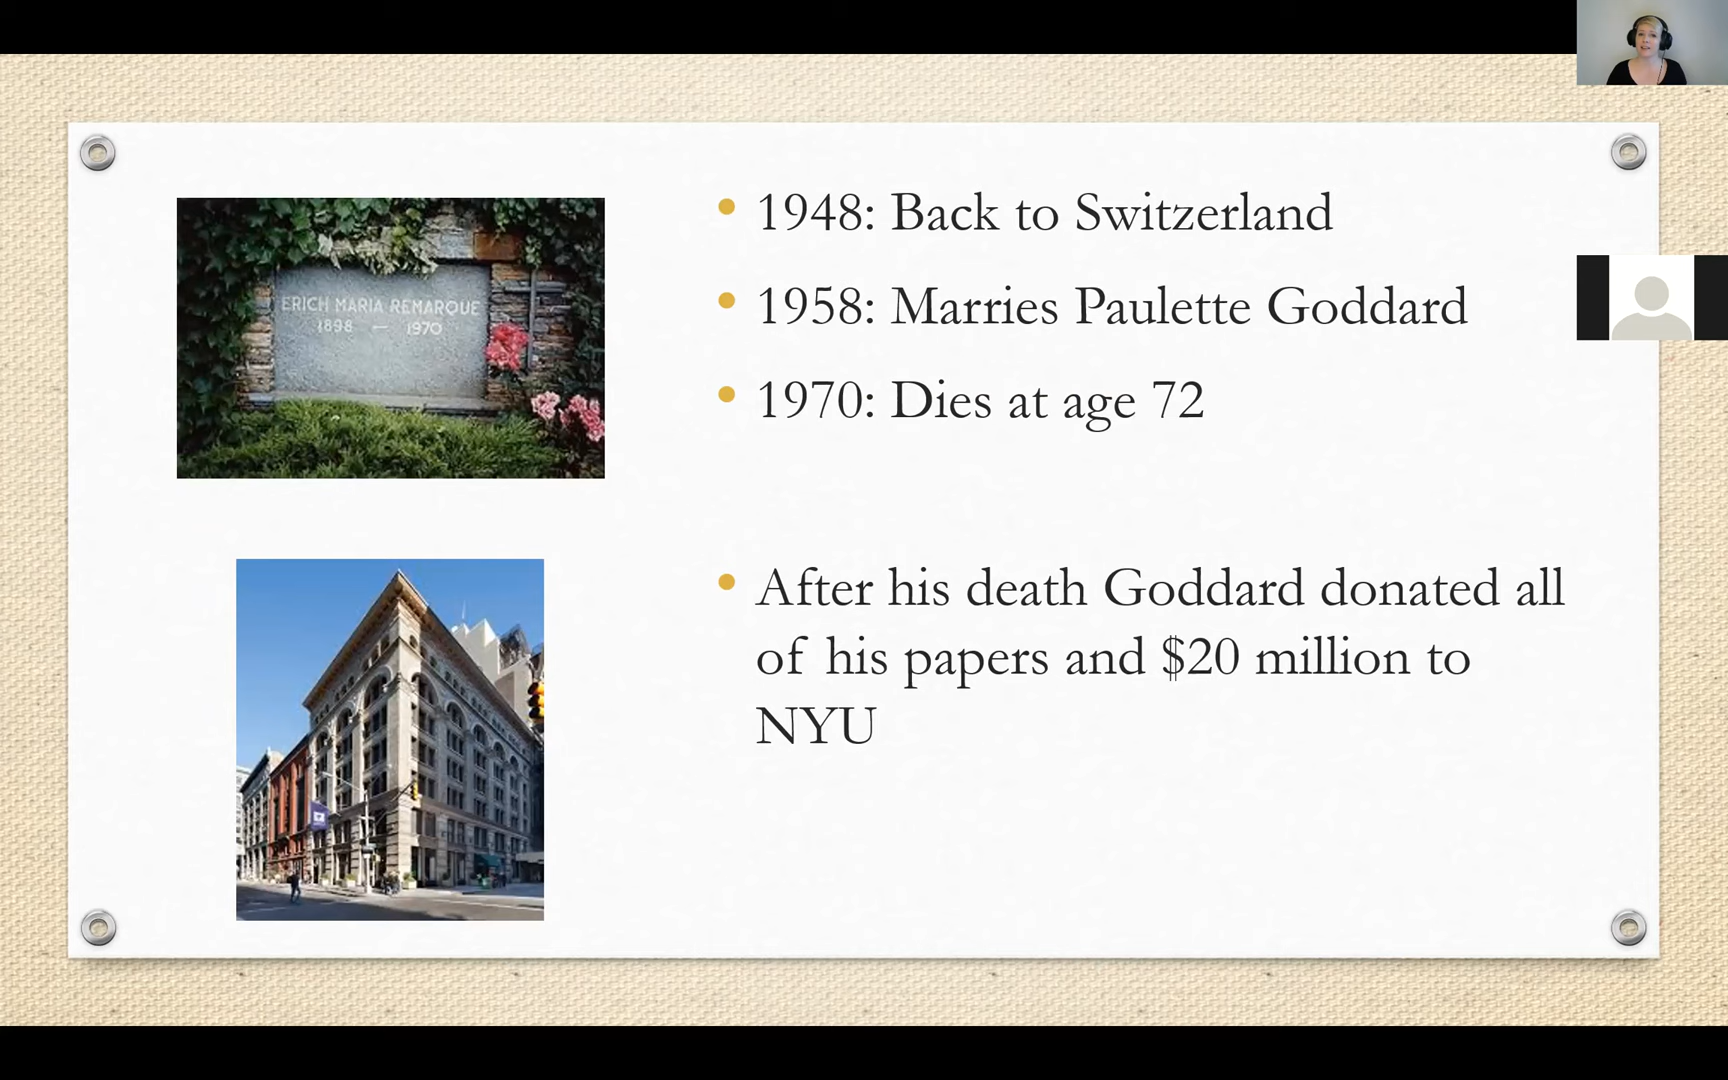 ERICH MARIA REMARQUE
1898 — 1970
• 1948: Back to Switzerland
• 1958: Marries Paulette Goddard
• 1970: Dies at age 72
• After his death Goddard donated all
of his papers and $20 million to
NYU